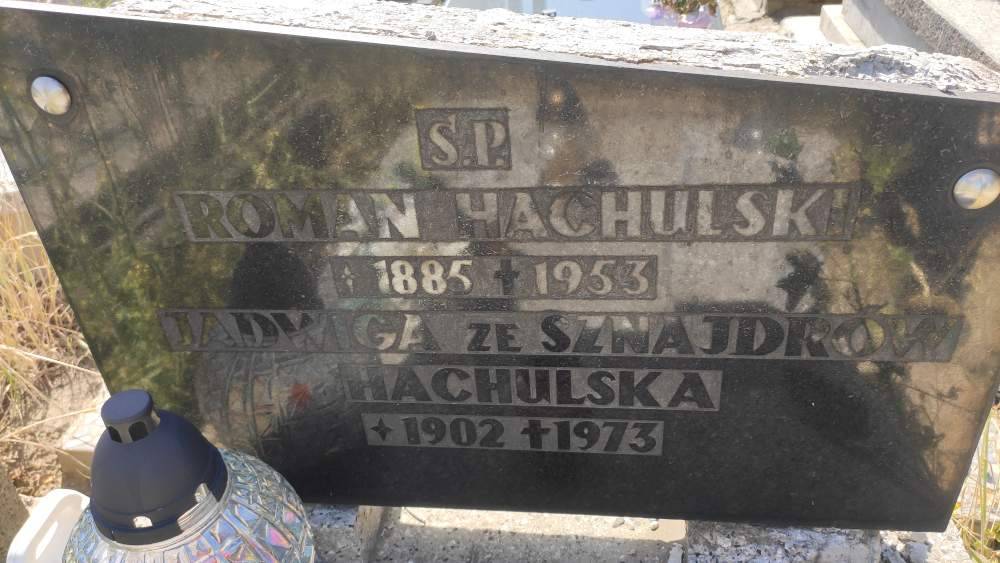 Ś.P.
ROMAN HACHULSKI
✦ 1885 ✝ 1953
JADWIGA ZE SZNAJDRÓW
HACHULSKA
✦ 1902 ✝ 1973